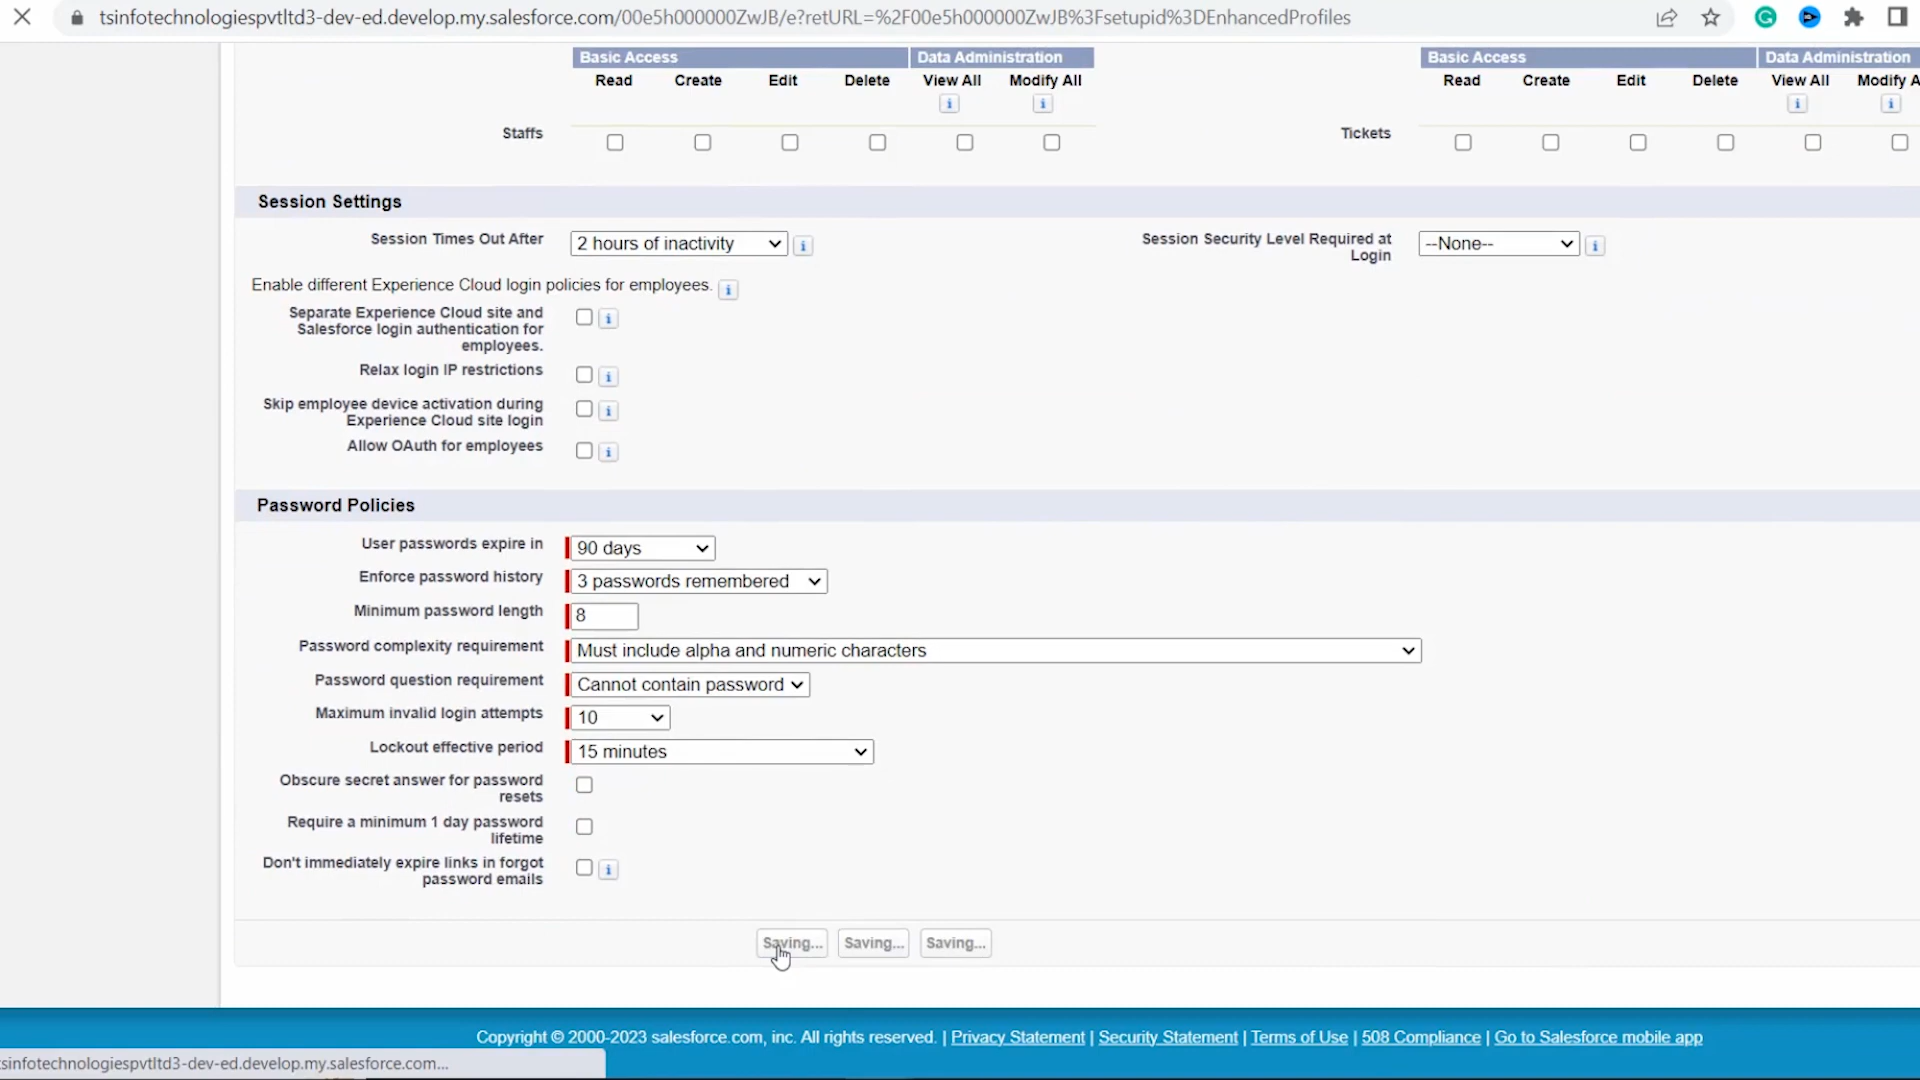 tsinfotechnologiespvtltd3-dev-ed.develop.my.salesforce.com/00e5h000000ZwJB/e?retURL=%2F00e5h000000ZwJB%3Fsetupid%3DEnhancedProfiles
Basic Access Data Administration Basic Access Data Administration
Read Create Edit Delete View All Modify All Read Create Edit Delete View All Modify A
Staffs Tickets
Session Settings
Session Times Out After 2 hours of inactivity Session Security Level Required at Login --None--
Enable different Experience Cloud login policies for employees.
Separate Experience Cloud site and
Salesforce login authentication for
employees.
Relax login IP restrictions
Skip employee device activation during
Experience Cloud site login
Allow OAuth for employees
Password Policies
User passwords expire in 90 days
Enforce password history 3 passwords remembered
Minimum password length 8
Password complexity requirement Must include alpha and numeric characters
Password question requirement Cannot contain password
Maximum invalid login attempts 10
Lockout effective period 15 minutes
Obscure secret answer for password
resets
Require a minimum 1 day password
lifetime
Don't immediately expire links in forgot
password emails
Saving... Saving... Saving...
Copyright © 2000-2023 salesforce.com, inc. All rights reserved. | Privacy Statement | Security Statement | Terms of Use | 508 Compliance | Go to Salesforce mobile app
tsinfotechnologiespvtltd3-dev-ed.develop.my.salesforce.com...